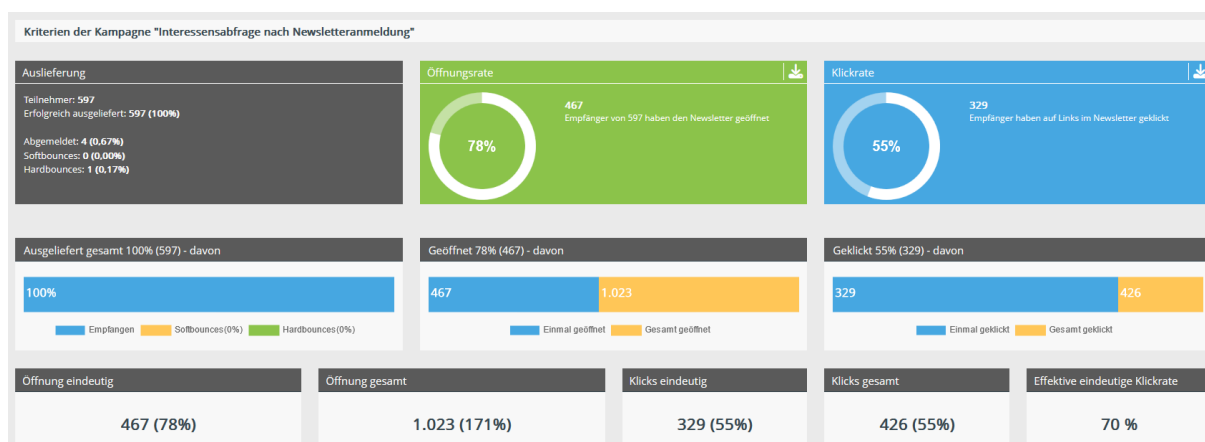 Kriterien der Kampagne "Interessensabfrage nach Newsletteranmeldung"
Auslieferung
Teilnehmer: 597
Erfolgreich ausgeliefert: 597 (100%)
Abgemeldet: 4 (0,67%)
Softbounces: 0 (0,00%)
Hardbounces: 1 (0,17%)
Öffnungsrate
78%
467
Empfänger von 597 haben den Newsletter geöffnet
Klickrate
55%
329
Empfänger haben auf Links im Newsletter geklickt
Ausgeliefert gesamt 100% (597) - davon
100%
Empfangen Softbounces(0%) Hardbounces(0%)
Geöffnet 78% (467) - davon
467 1.023
Einmal geöffnet Gesamt geöffnet
Geklickt 55% (329) - davon
329 426
Einmal geklickt Gesamt geklickt
Öffnung eindeutig
467 (78%)
Öffnung gesamt
1.023 (171%)
Klicks eindeutig
329 (55%)
Klicks gesamt
426 (55%)
Effektive eindeutige Klickrate
70 %